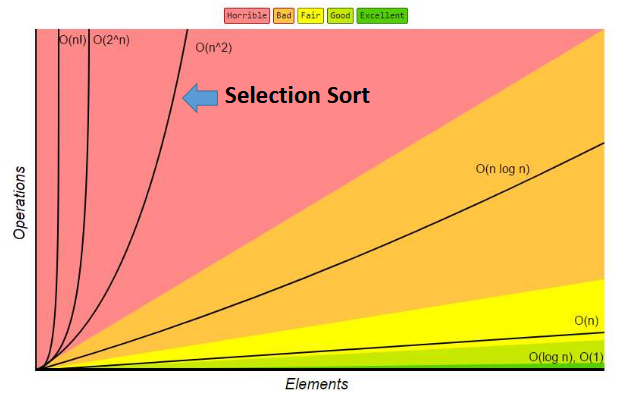 Horrible Bad Fair Good Excellent
O(n!) O(2^n)
O(n^2)
Selection Sort
O(n log n)
O(n)
O(log n), O(1)
Operations
Elements